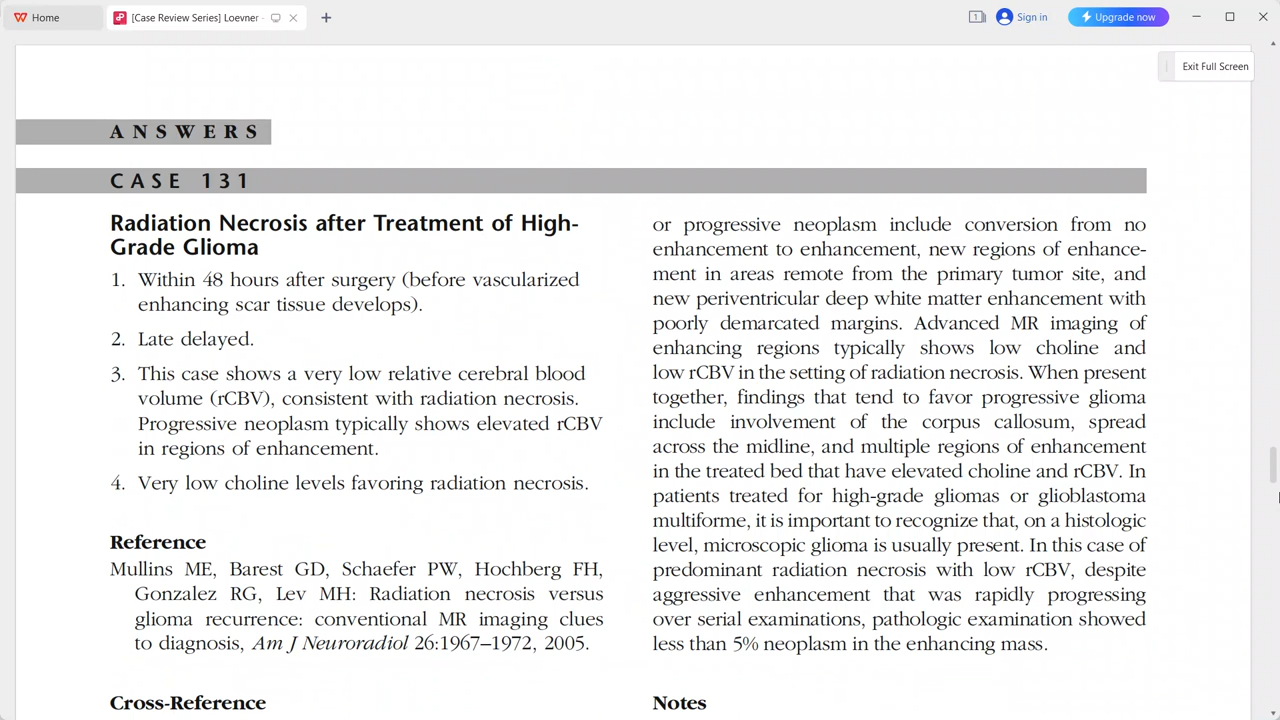 Home
[Case Review Series] Loevner -
1
Sign in
Upgrade now
Exit Full Screen
ANSWERS
CASE 131
Radiation Necrosis after Treatment of High-
Grade Glioma
1. Within 48 hours after surgery (before vascularized
enhancing scar tissue develops).
2. Late delayed.
3. This case shows a very low relative cerebral blood
volume (rCBV), consistent with radiation necrosis.
Progressive neoplasm typically shows elevated rCBV
in regions of enhancement.
4. Very low choline levels favoring radiation necrosis.
Reference
Mullins ME, Barest GD, Schaefer PW, Hochberg FH,
Gonzalez RG, Lev MH: Radiation necrosis versus
glioma recurrence: conventional MR imaging clues
to diagnosis, Am J Neuroradiol 26:1967–1972, 2005.
Cross-Reference
or progressive neoplasm include conversion from no
enhancement to enhancement, new regions of enhance-
ment in areas remote from the primary tumor site, and
new periventricular deep white matter enhancement with
poorly demarcated margins. Advanced MR imaging of
enhancing regions typically shows low choline and
low rCBV in the setting of radiation necrosis. When present
together, findings that tend to favor progressive glioma
include involvement of the corpus callosum, spread
across the midline, and multiple regions of enhancement
in the treated bed that have elevated choline and rCBV. In
patients treated for high-grade gliomas or glioblastoma
multiforme, it is important to recognize that, on a histologic
level, microscopic glioma is usually present. In this case of
predominant radiation necrosis with low rCBV, despite
aggressive enhancement that was rapidly progressing
over serial examinations, pathologic examination showed
less than 5% neoplasm in the enhancing mass.
Notes